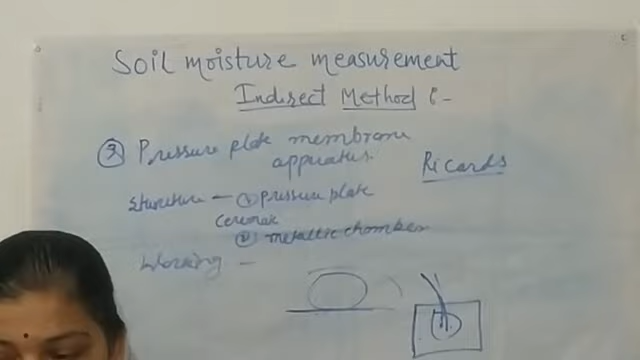 Soil moisture measurement
Indirect Method :-
③ Pressure plate membrane
apparatus.
Ricards
Structure - ① pressure plate
Ceremic
② metallic chamber
Working -